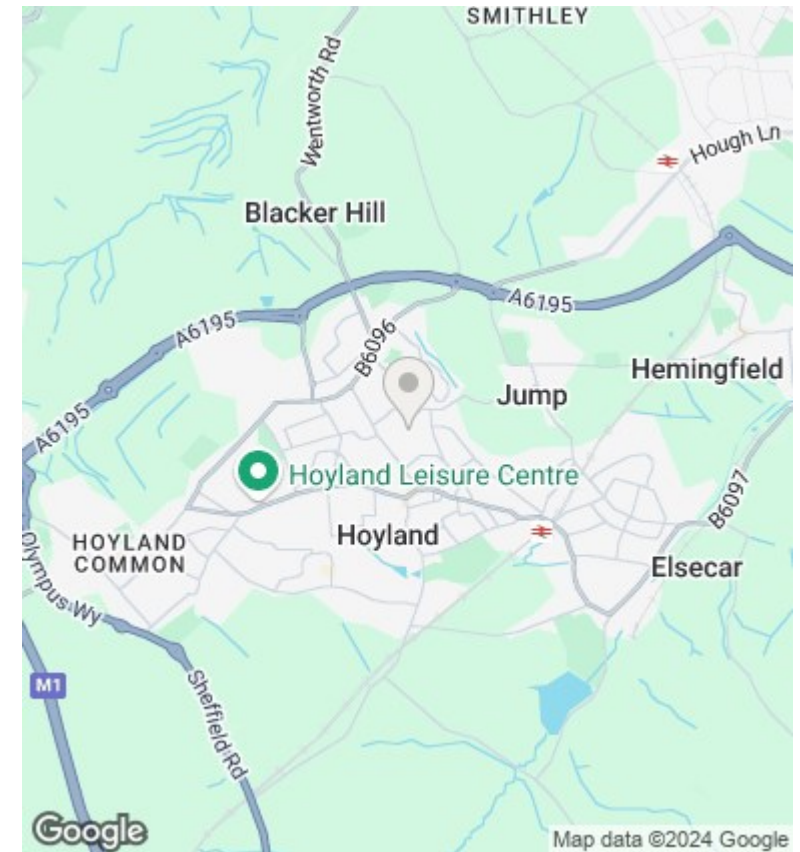 SMITHLEY
Wentworth Rd
Hough Ln
Blacker Hill
A6195
A6195
B6096
Hemingfield
Jump
A6195
Hoyland Leisure Centre
B6097
Hoyland
HOYLAND
COMMON
Elsecar
Olympus Wy
M1
Sheffield Rd
Google
Map data ©2024 Google